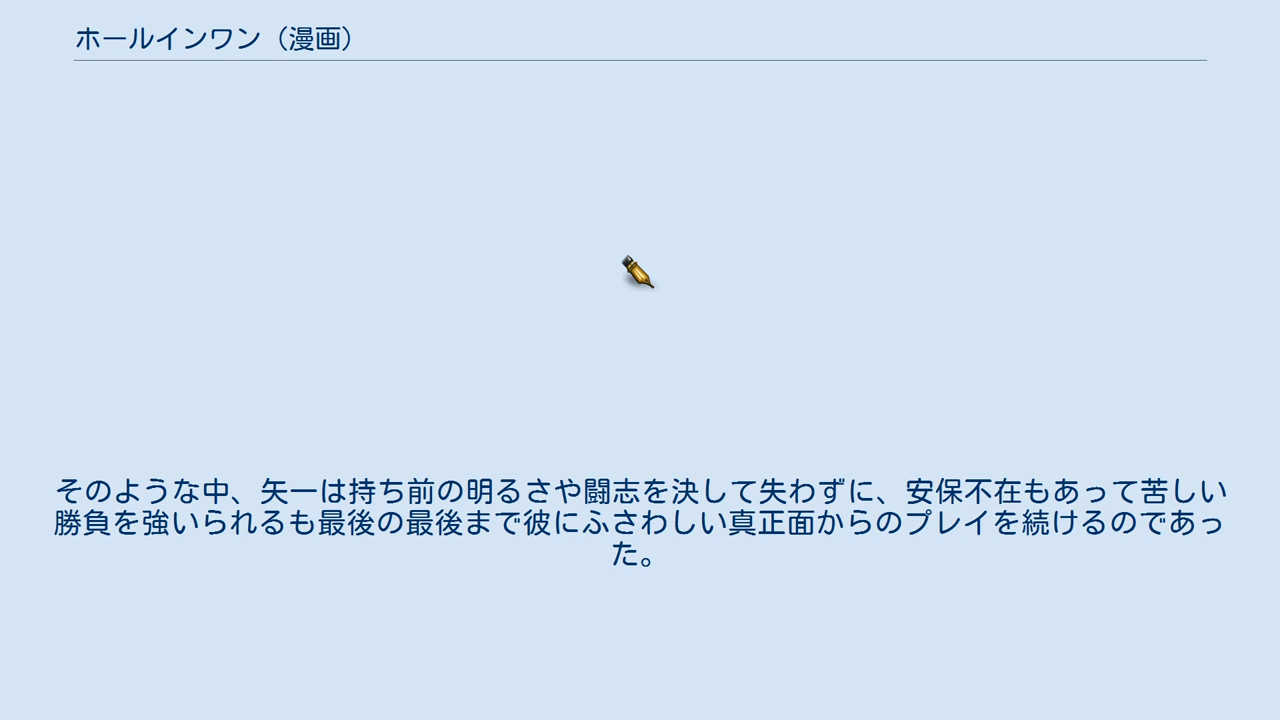 ホールインワン（漫画）
そのような中、矢一は持ち前の明るさや闘志を決して失わずに、安保不在もあって苦しい
勝負を強いられるも最後の最後まで彼にふさわしい真正面からのプレイを続けるのであっ
た。